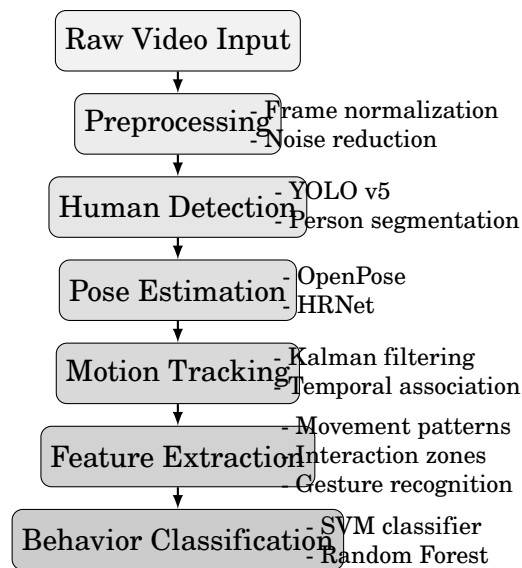 Raw Video Input
Preprocessing
- Frame normalization
- Noise reduction
Human Detection
- YOLO v5
- Person segmentation
Pose Estimation
- OpenPose
- HRNet
Motion Tracking
- Kalman filtering
- Temporal association
Feature Extraction
- Movement patterns
- Interaction zones
- Gesture recognition
Behavior Classification
- SVM classifier
- Random Forest